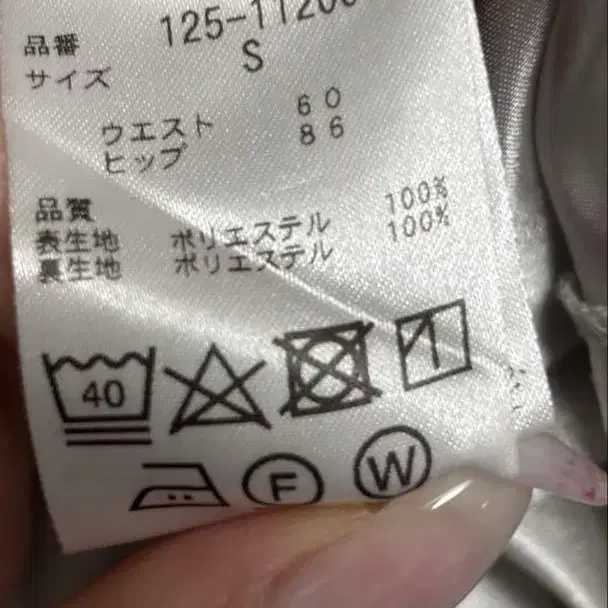 品番 125-11200
サイズ S
ウエスト 60
ヒップ 86
品質
表生地 ポリエステル 100%
裏生地 ポリエステル 100%
40
F W